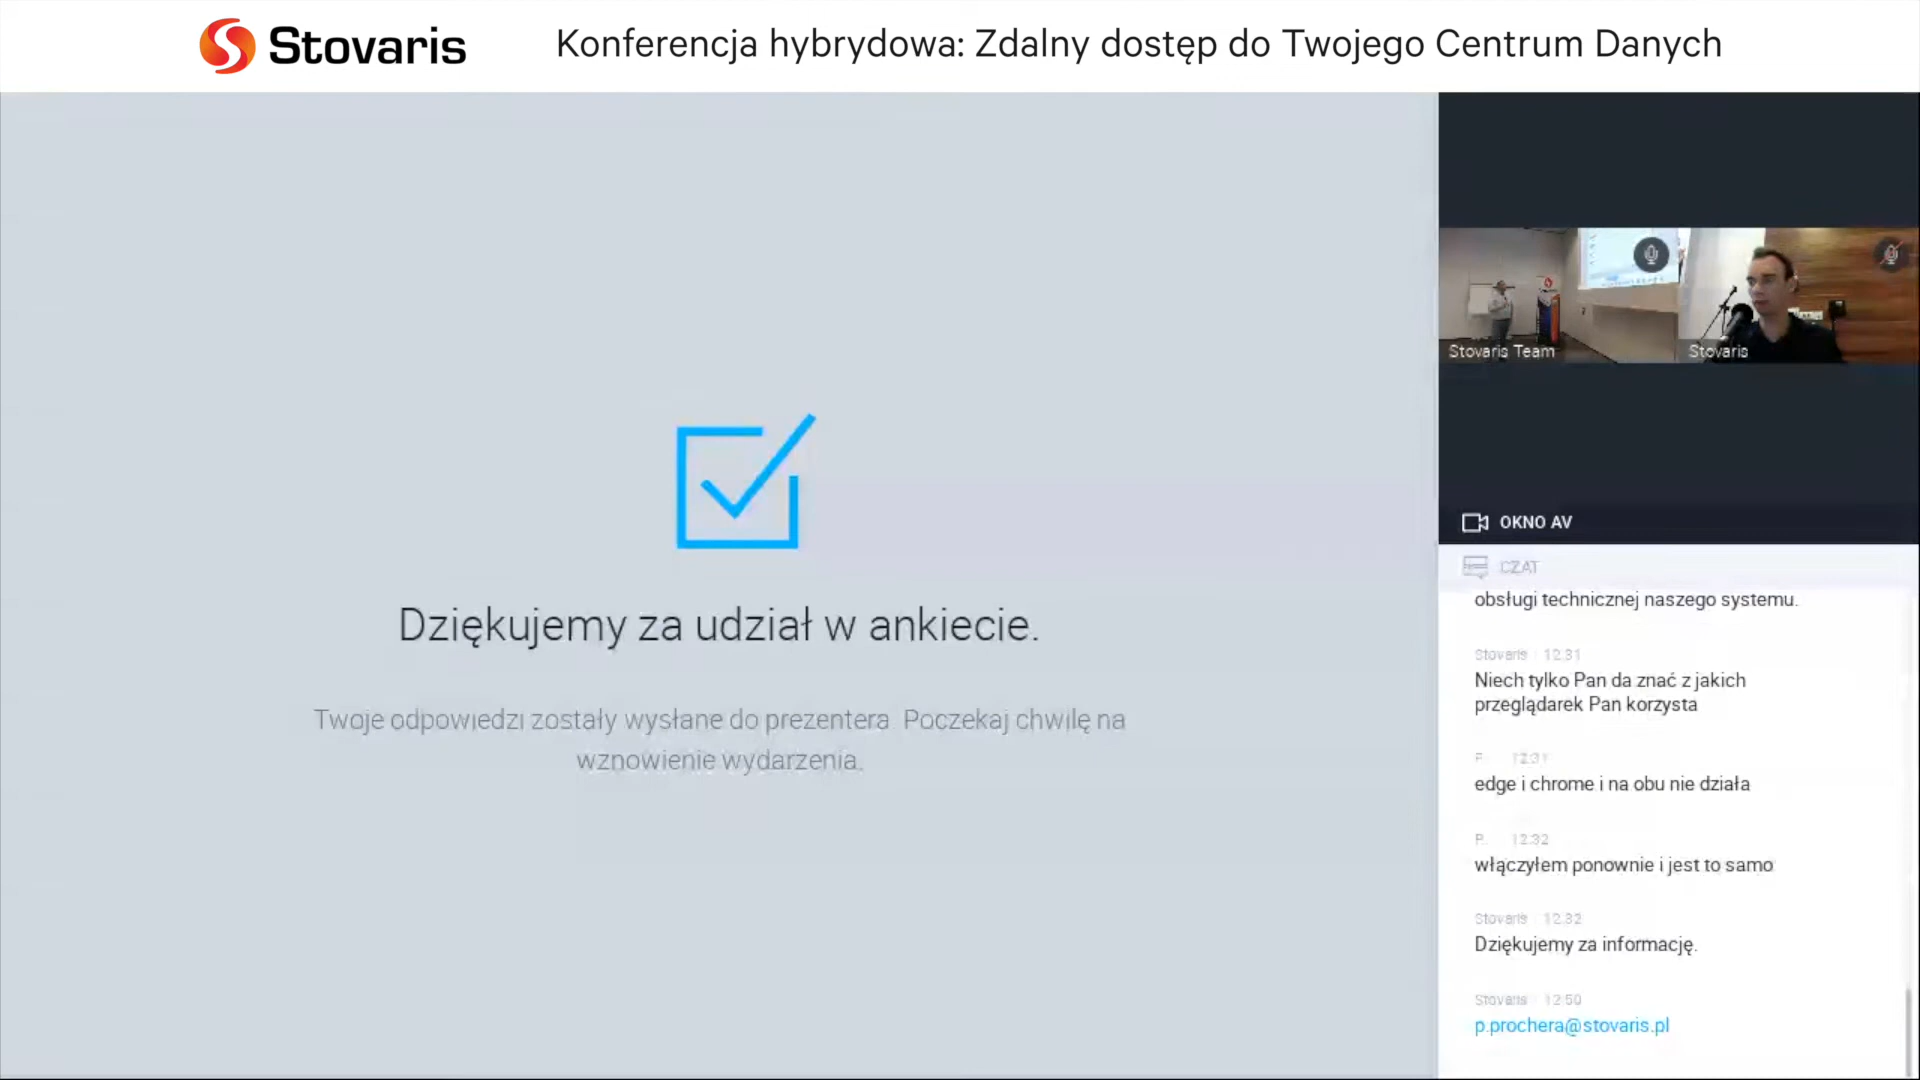 Stovaris
Konferencja hybrydowa: Zdalny dostęp do Twojego Centrum Danych
Stovaris Team
Stovaris
OKNO AV
CZAT
obsługi technicznej naszego systemu.
Stovaris 12:31
Niech tylko Pan da znać z jakich
przeglądarek Pan korzysta
P... 12:31
edge i chrome i na obu nie działa
P... 12:32
włączyłem ponownie i jest to samo
Stovaris 12:32
Dziękujemy za informację.
Stovaris 12:50
p.prochera@stovaris.pl
Dziękujemy za udział w ankiecie.
Twoje odpowiedzi zostały wysłane do prezentera. Poczekaj chwilę na
wznowienie wydarzenia.